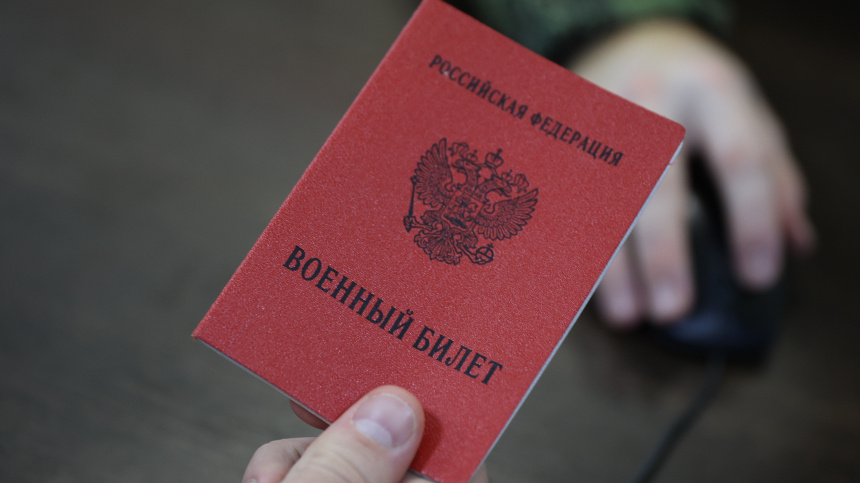 РОССИЙСКАЯ ФЕДЕРАЦИЯ
ВОЕННЫЙ БИЛЕТ